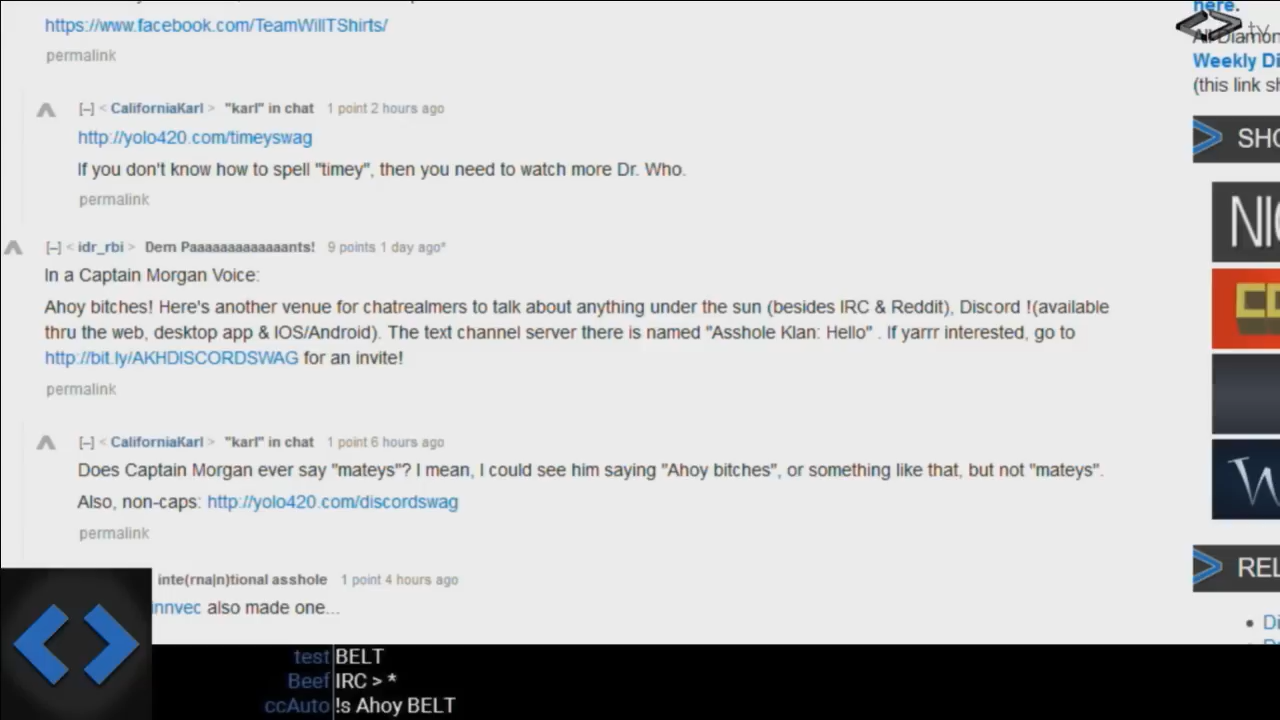 here.
https://www.facebook.com/TeamWillTShirts/
tv
Weekly Di
permalink
(this link sh
[–] < CaliforniaKarl > "karl" in chat 1 point 2 hours ago
http://yolo420.com/timeyswag
SHO
If you don't know how to spell "timey", then you need to watch more Dr. Who.
permalink
NI
[–] < idr_rbi > Dem Paaaaaaaaaaaaants! 9 points 1 day ago*
In a Captain Morgan Voice:
Ahoy bitches! Here's another venue for chatrealmers to talk about anything under the sun (besides IRC & Reddit), Discord !(available
thru the web, desktop app & IOS/Android). The text channel server there is named "Asshole Klan: Hello" . If yarrr interested, go to
http://bit.ly/AKHDISCORDSWAG for an invite!
permalink
[–] < CaliforniaKarl > "karl" in chat 1 point 6 hours ago
Does Captain Morgan ever say "mateys"? I mean, I could see him saying "Ahoy bitches", or something like that, but not "mateys".
W
Also, non-caps: http://yolo420.com/discordswag
permalink
REL
inte(rna|n)tional asshole 1 point 4 hours ago
innvec also made one...
Di
test BELT
Beef IRC > *
ccAuto !s Ahoy BELT